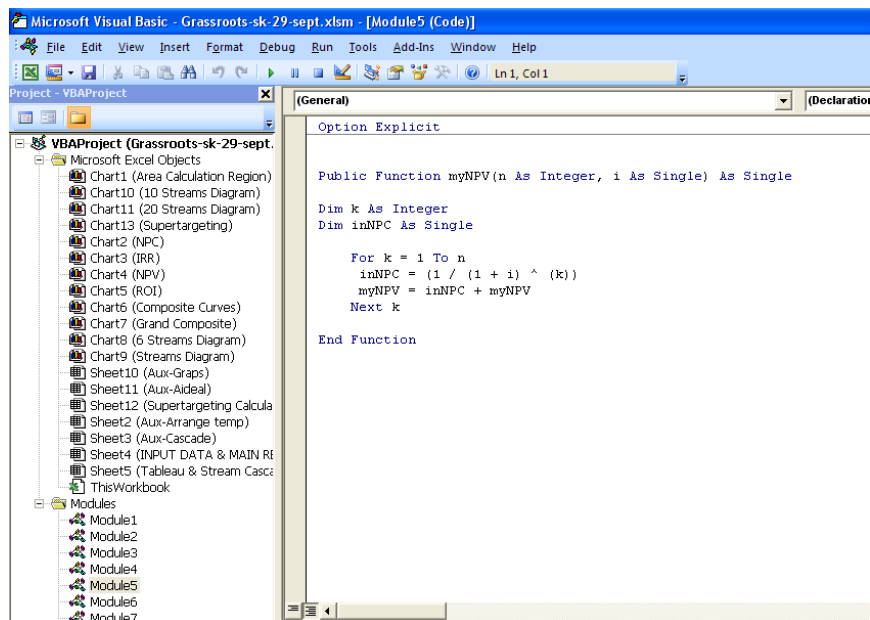 Microsoft Visual Basic - Grassroots-sk-29-sept.xlsm - [Module5 (Code)]
File Edit View Insert Format Debug Run Tools Add-Ins Window Help
Ln 1, Col 1
Project - VBAProject
VBAProject (Grassroots-sk-29-sept.
Microsoft Excel Objects
Chart1 (Area Calculation Region)
Chart10 (10 Streams Diagram)
Chart11 (20 Streams Diagram)
Chart13 (Supertargeting)
Chart2 (NPC)
Chart3 (IRR)
Chart4 (NPV)
Chart5 (ROI)
Chart6 (Composite Curves)
Chart7 (Grand Composite)
Chart8 (6 Streams Diagram)
Chart9 (Streams Diagram)
Sheet10 (Aux-Graps)
Sheet11 (Aux-Aideal)
Sheet12 (Supertargeting Calcula
Sheet2 (Aux-Arrange temp)
Sheet3 (Aux-Cascade)
Sheet4 (INPUT DATA & MAIN RE
Sheet5 (Tableau & Stream Casca
ThisWorkbook
Modules
Module1
Module2
Module3
Module4
Module5
Module6
Module7
(General)
(Declaration
Option Explicit
Public Function myNPV(n As Integer, i As Single) As Single
Dim k As Integer
Dim inNPC As Single
For k = 1 To n
inNPC = (1 / (1 + i) ^ (k))
myNPV = inNPC + myNPV
Next k
End Function